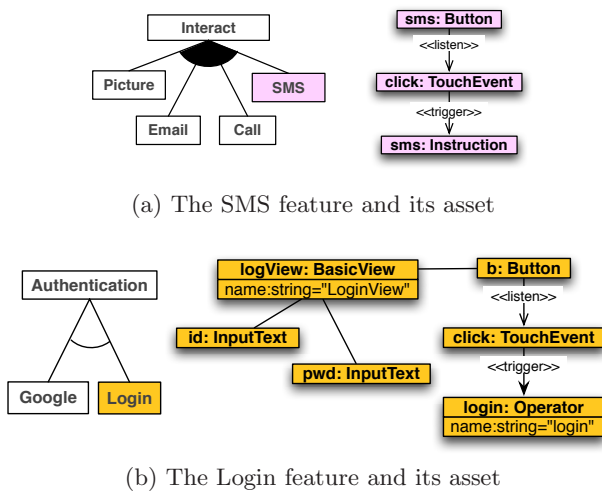 Interact
Picture
Email
Call
SMS
sms: Button
<<listen>>
click: TouchEvent
<<trigger>>
sms: Instruction
(a) The SMS feature and its asset
Authentication
Google
Login
logView: BasicView
name:string="LoginView"
id: InputText
pwd: InputText
b: Button
<<listen>>
click: TouchEvent
<<trigger>>
login: Operator
name:string="login"
(b) The Login feature and its asset